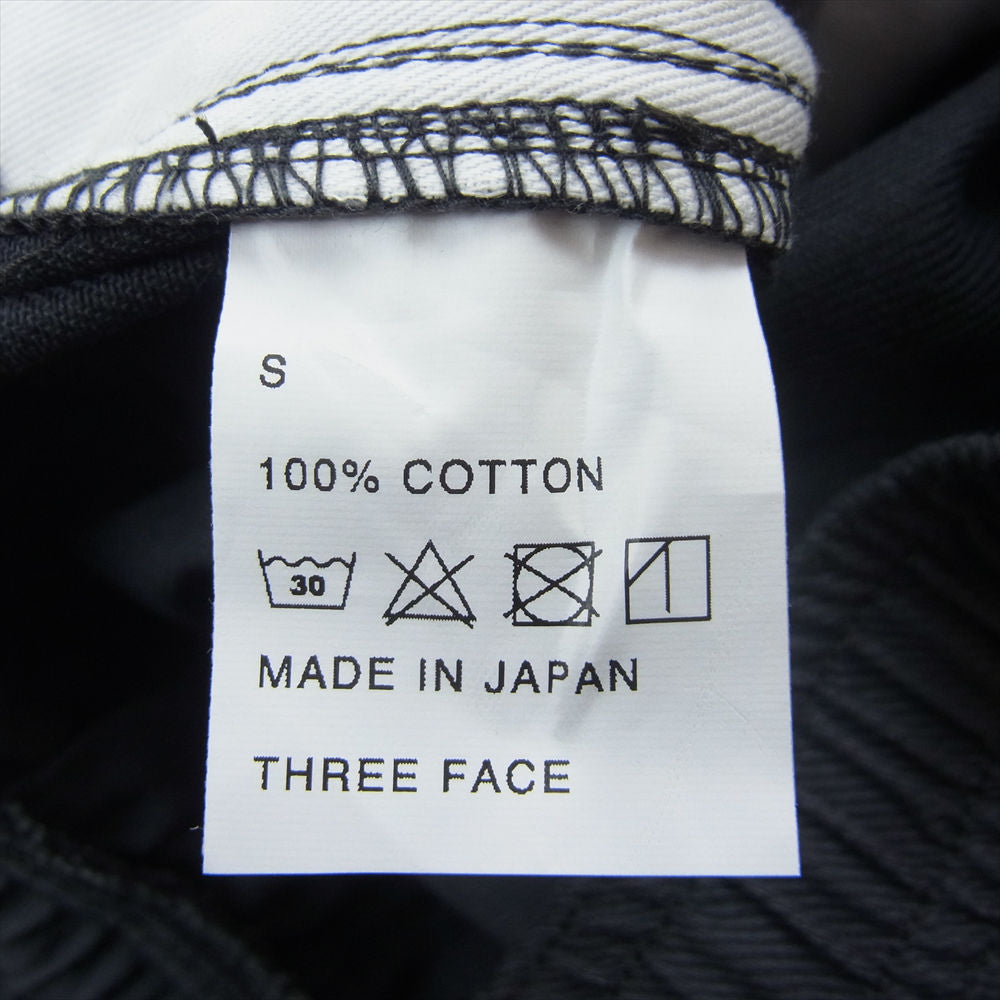 S
100% COTTON
30
MADE IN JAPAN
THREE FACE